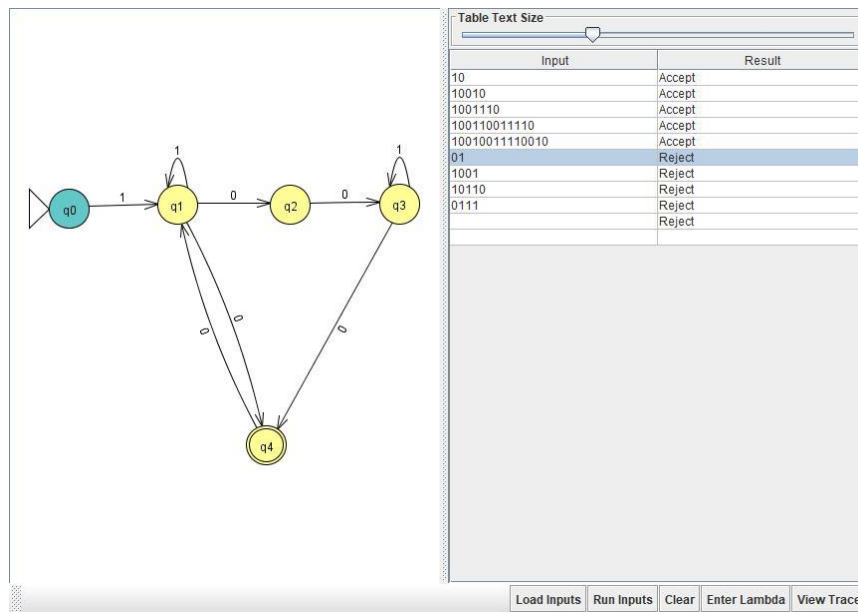 Table Text Size
Input Result
10 Accept
10010 Accept
1001110 Accept
100110011110 Accept
10010011110010 Accept
01 Reject
1001 Reject
10110 Reject
0111 Reject
Reject
1 1
q0 1 q1 0 q2 0 q3
0 0 0
q4
Load Inputs Run Inputs Clear Enter Lambda View Trace